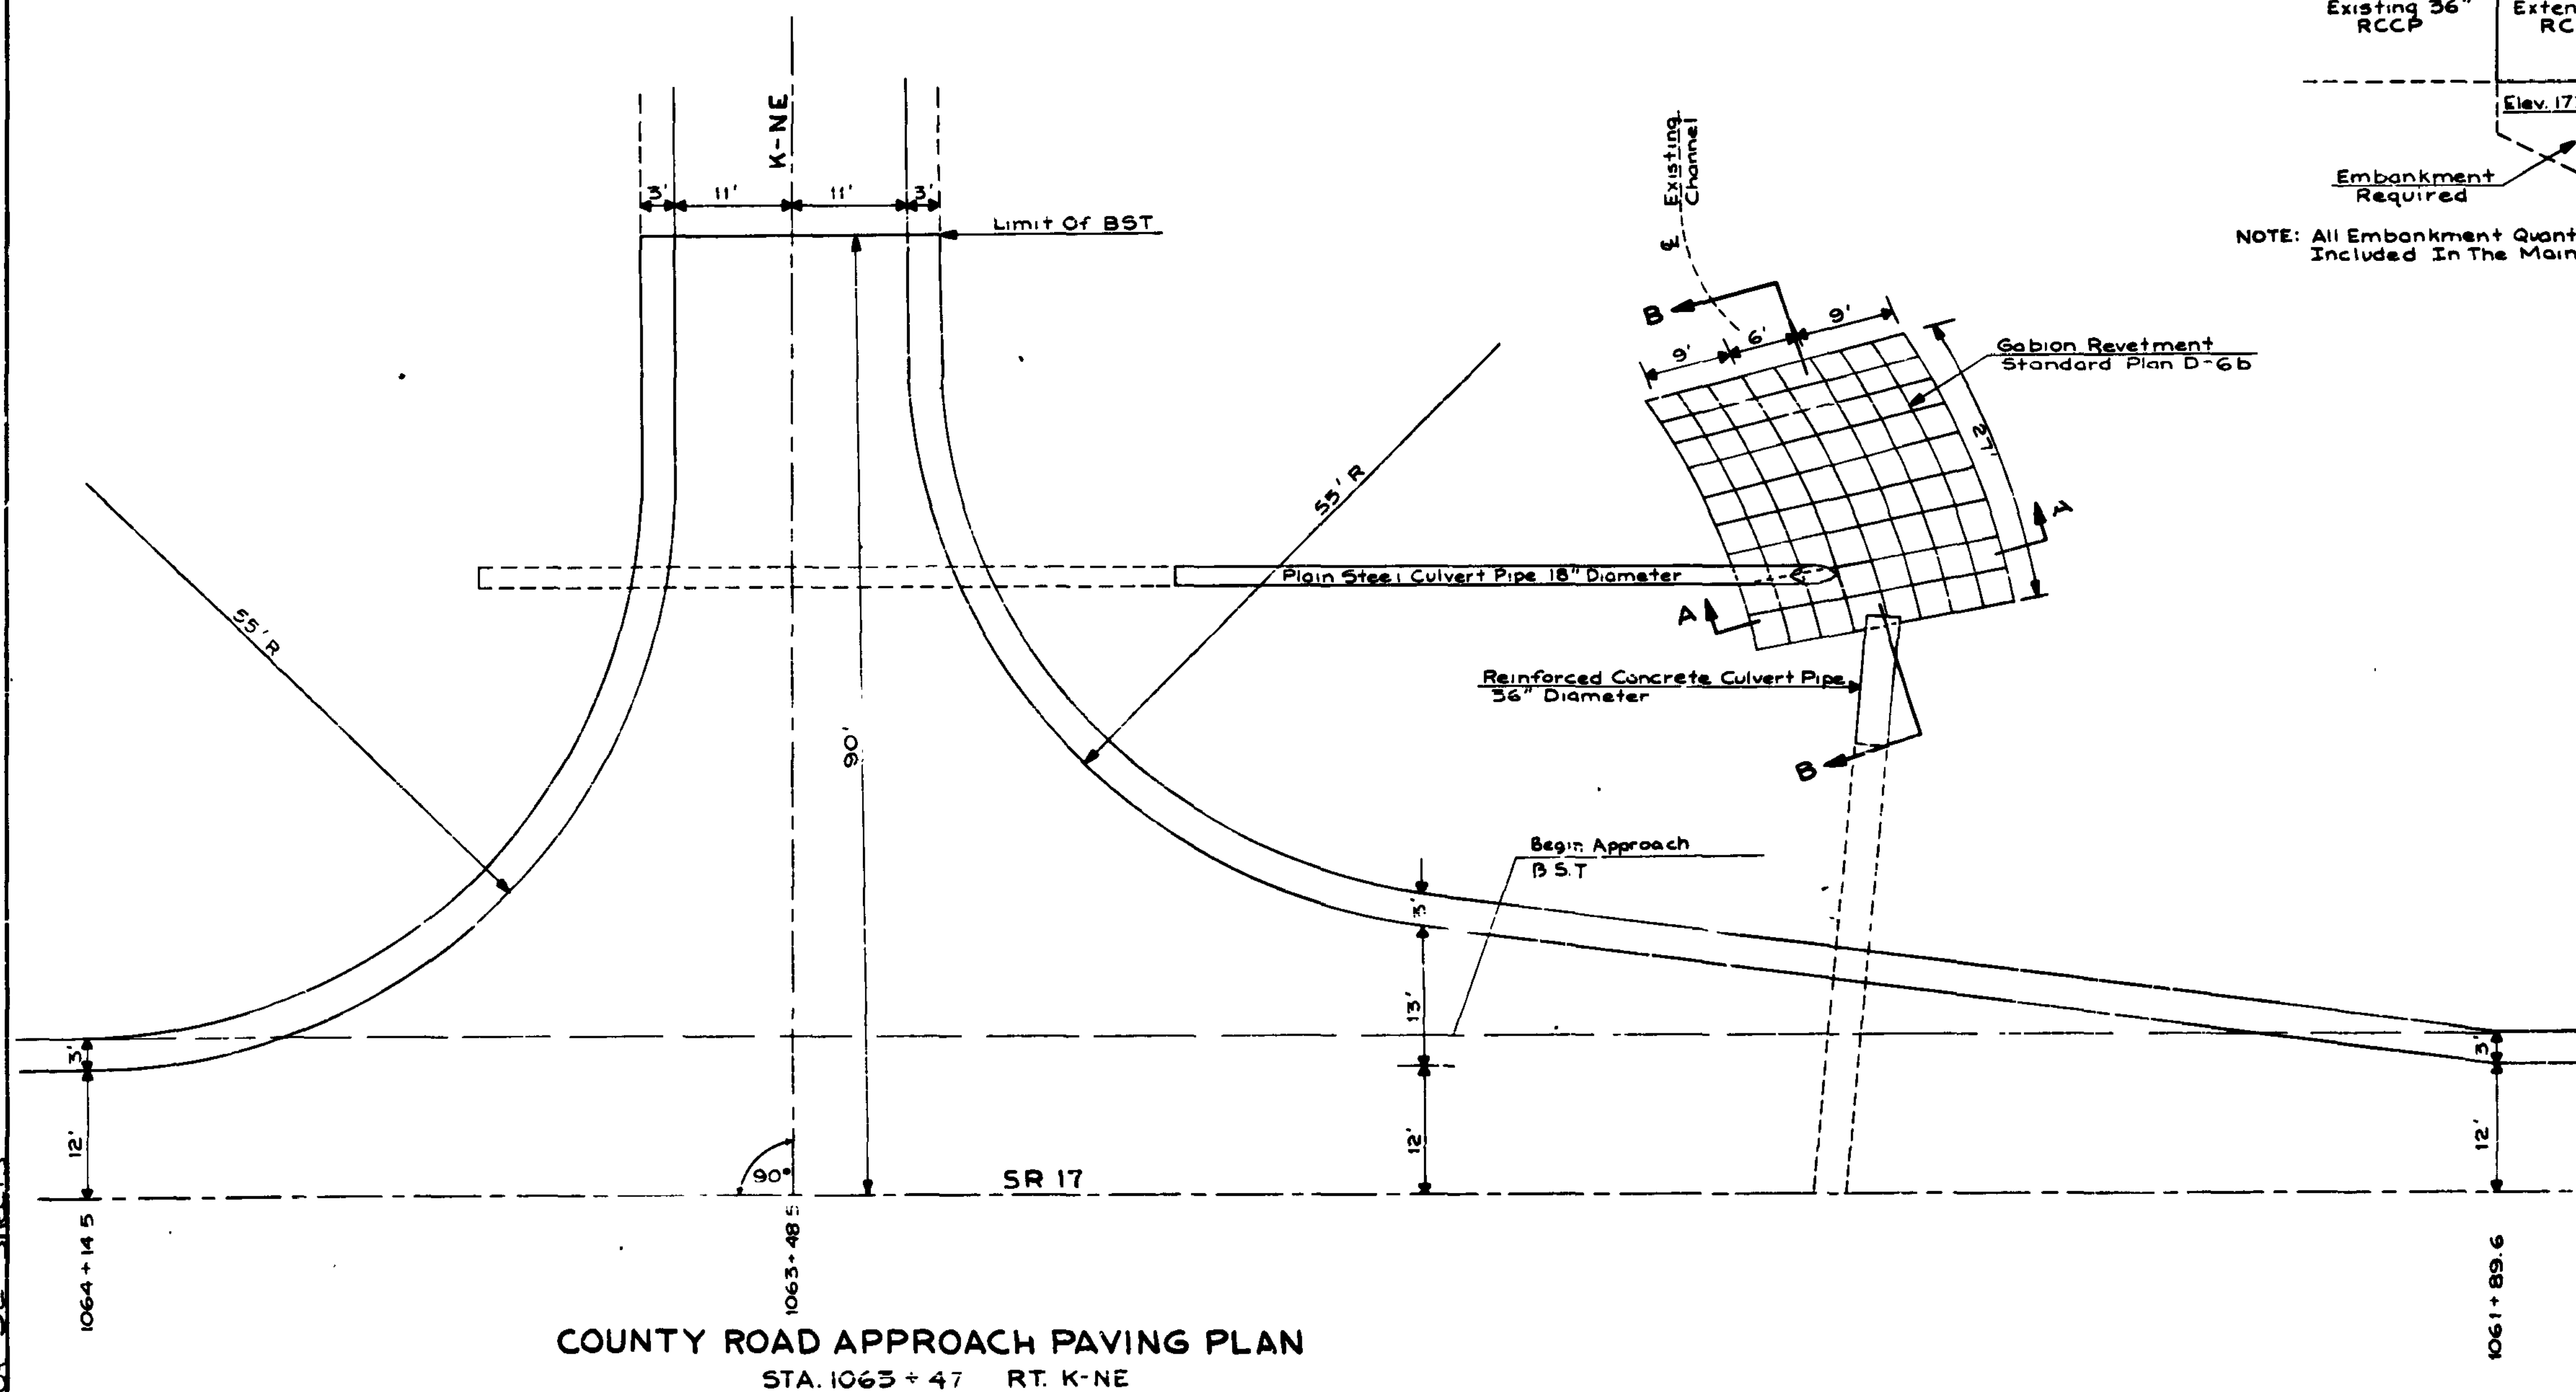 Existing 36"
RCCP
Elev. 17
Embankment
Required
NOTE: All Embankment Quant
Included In The Main
K-NE
3'
11'
11'
3'
Limit Of BST
Existing
Channel
℄
B
9'
6'
9'
Gabion Revetment
Standard Plan D-6b
27'
A
55' R
55' R
Plain Steel Culvert Pipe 18" Diameter
A
Reinforced Concrete Culvert Pipe
36" Diameter
B
90'
Begin Approach
B.S.T
3'
13'
12'
3'
12'
3'
12'
90°
SR 17
1064+14 5
1063+48 5
1061+89.6
COUNTY ROAD APPROACH PAVING PLAN
STA. 1063+47 RT. K-NE